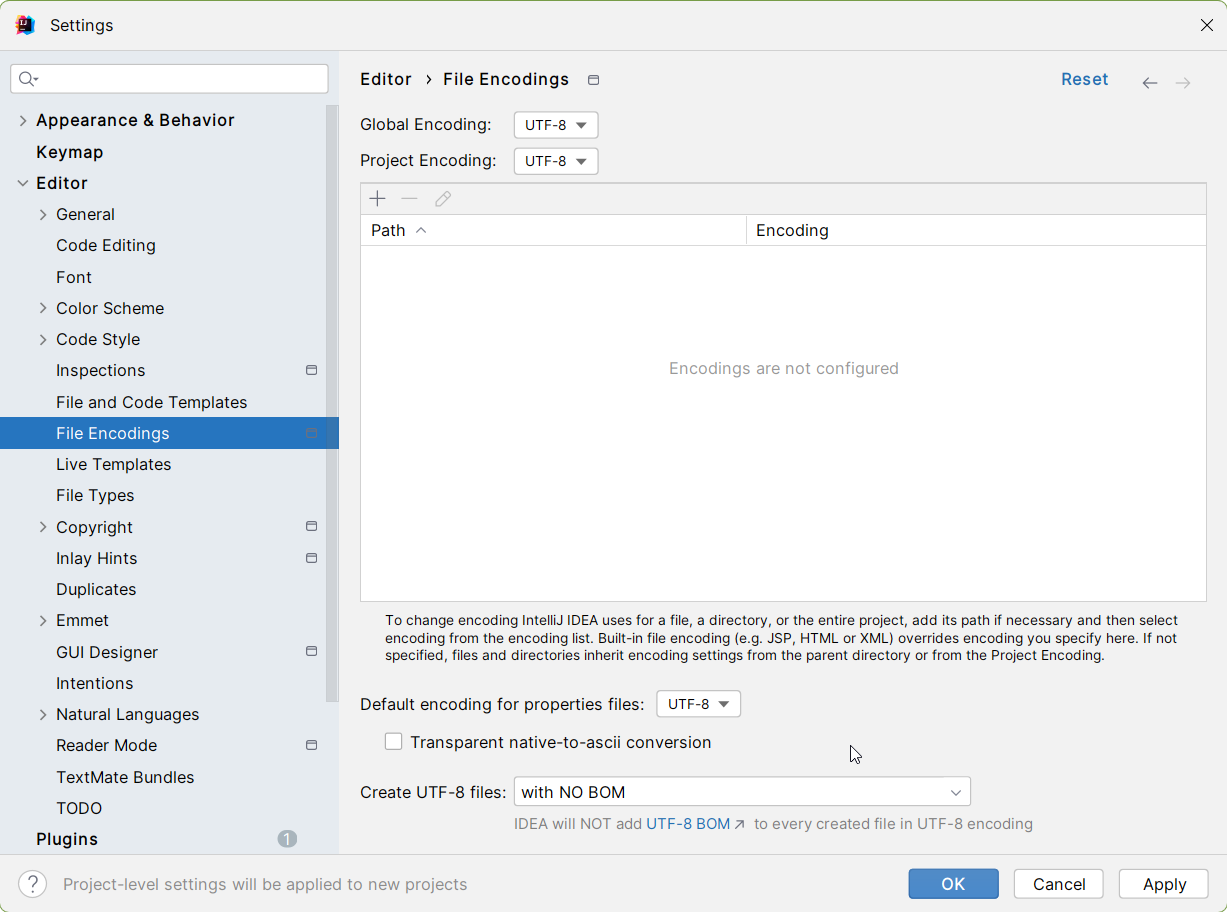 Settings
Appearance & Behavior
Keymap
Editor
General
Code Editing
Font
Color Scheme
Code Style
Inspections
File and Code Templates
File Encodings
Live Templates
File Types
Copyright
Inlay Hints
Duplicates
Emmet
GUI Designer
Intentions
Natural Languages
Reader Mode
TextMate Bundles
TODO
Plugins 1
Editor › File Encodings
Reset
Global Encoding: UTF-8
Project Encoding: UTF-8
Path Encoding
Encodings are not configured
To change encoding IntelliJ IDEA uses for a file, a directory, or the entire project, add its path if necessary and then select
encoding from the encoding list. Built-in file encoding (e.g. JSP, HTML or XML) overrides encoding you specify here. If not
specified, files and directories inherit encoding settings from the parent directory or from the Project Encoding.
Default encoding for properties files: UTF-8
Transparent native-to-ascii conversion
Create UTF-8 files: with NO BOM
IDEA will NOT add UTF-8 BOM ↗ to every created file in UTF-8 encoding
? Project-level settings will be applied to new projects
OK Cancel Apply